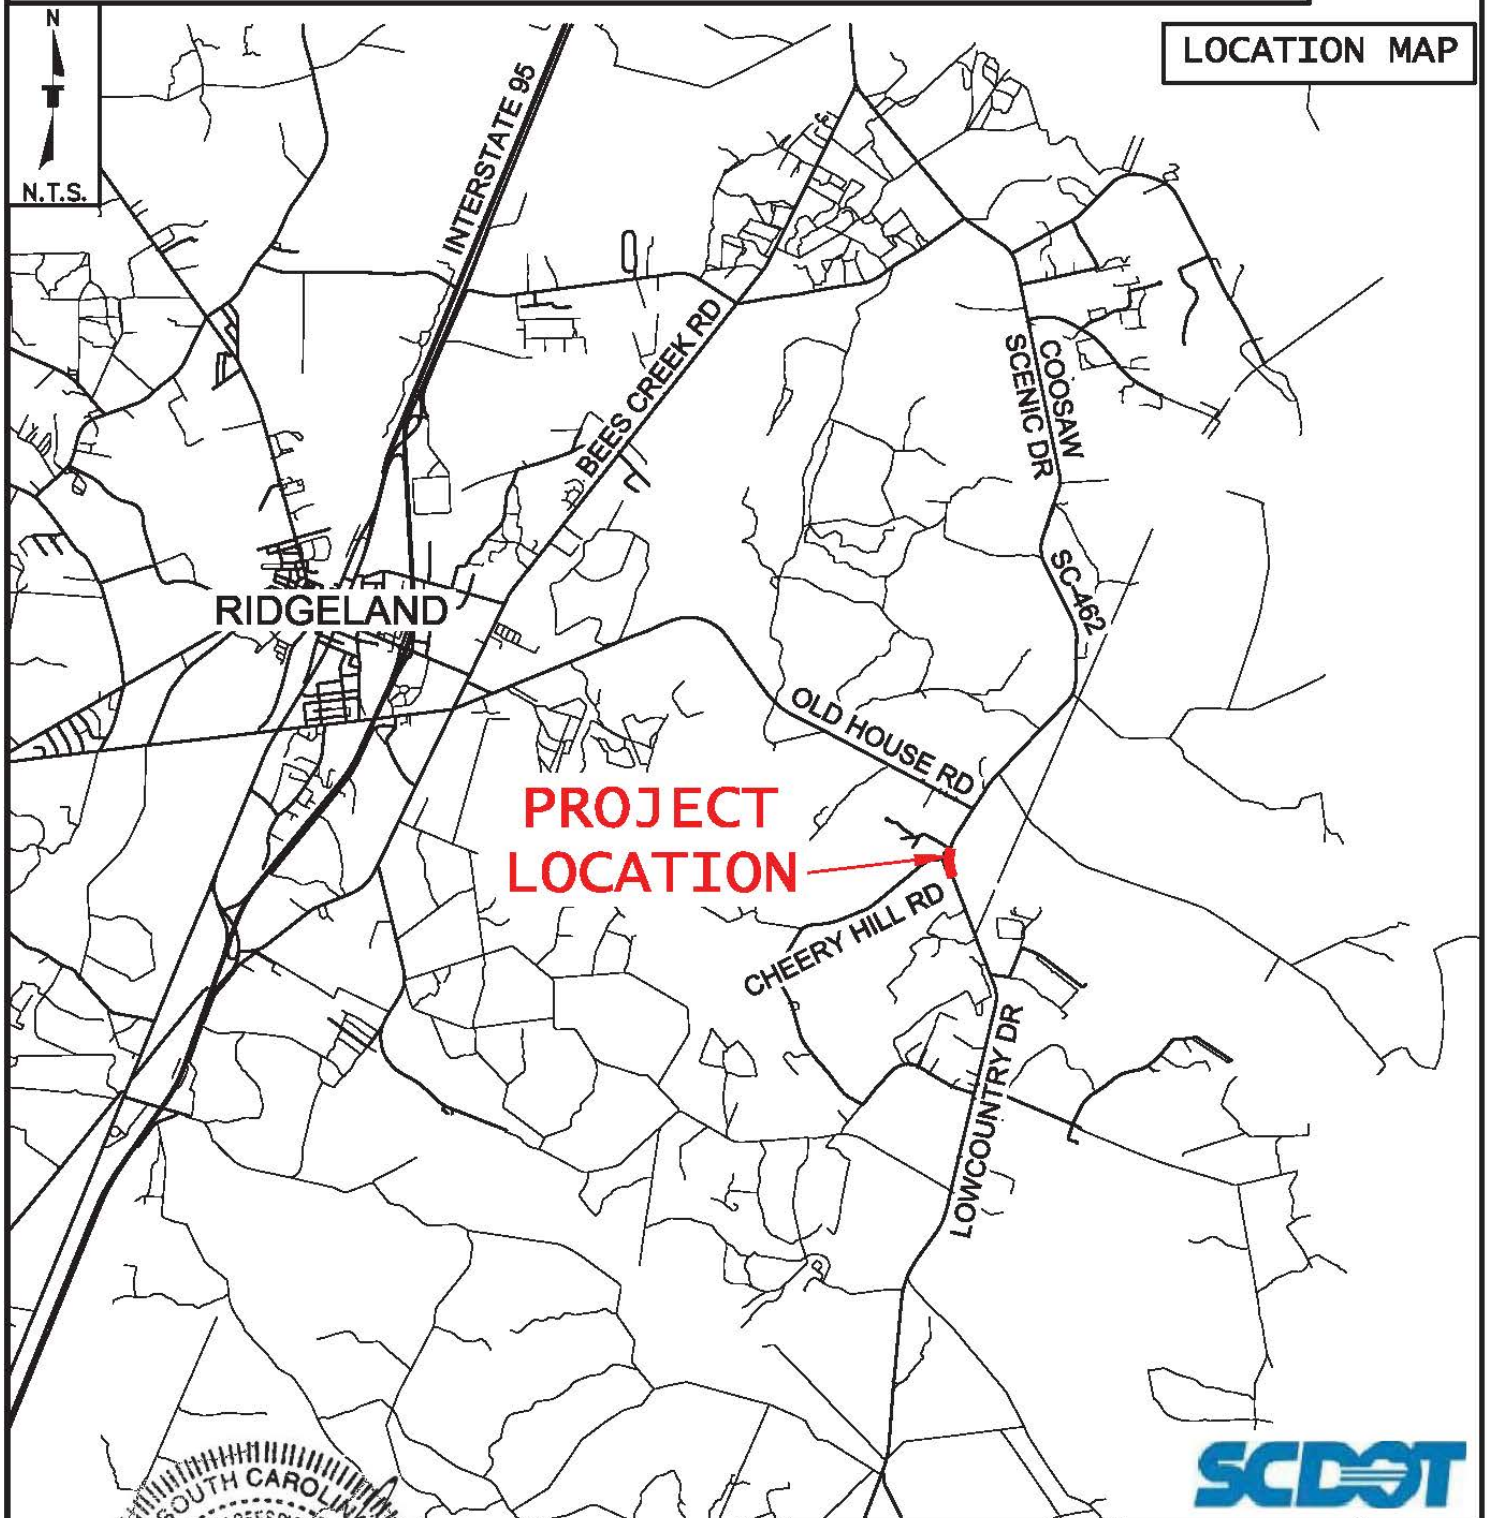 N
N.T.S.
LOCATION MAP
INTERSTATE 95
BEES CREEK RD
COOSAW
SCENIC DR
SC-462
RIDGELAND
OLD HOUSE RD
PROJECT
LOCATION
CHEERY HILL RD
LOWCOUNTRY DR
SOUTH CAROLIN
SCDOT